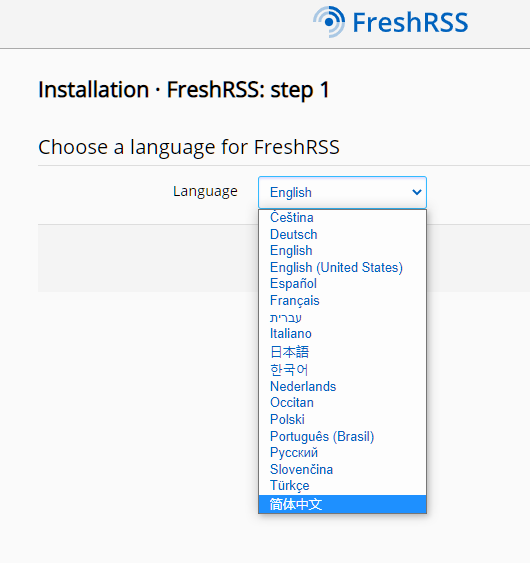 FreshRSS
Installation · FreshRSS: step 1
Choose a language for FreshRSS
Language English
Čeština
Deutsch
English
English (United States)
Español
Français
עברית
Italiano
日本語
한국어
Nederlands
Occitan
Polski
Português (Brasil)
Русский
Slovenčina
Türkçe
简体中文